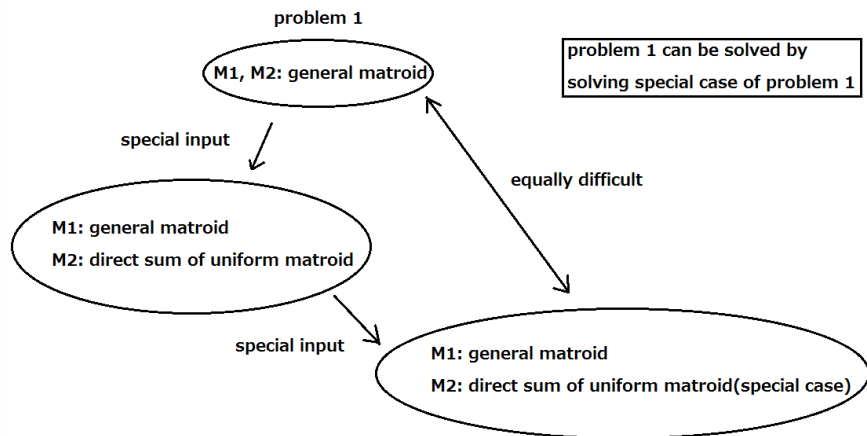 problem 1
M1, M2: general matroid
problem 1 can be solved by
solving special case of problem 1
special input
equally difficult
M1: general matroid
M2: direct sum of uniform matroid
special input
M1: general matroid
M2: direct sum of uniform matroid(special case)